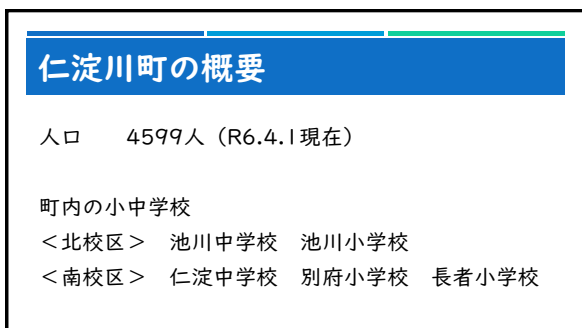 仁淀川町の概要
人口　　4599人（R6.4.1現在）
町内の小中学校
＜北校区＞　池川中学校　池川小学校
＜南校区＞　仁淀中学校　別府小学校　長者小学校